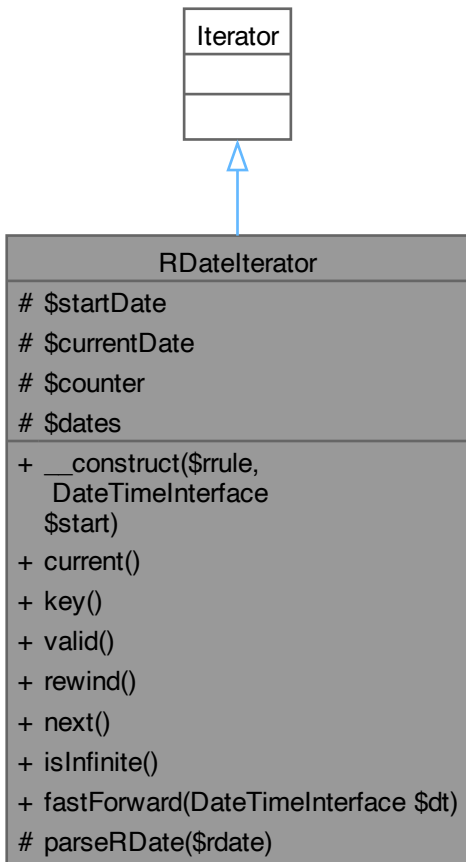 Iterator
RDateIterator
# $startDate
# $currentDate
# $counter
# $dates
+ __construct($rrule,
DateTimeInterface
$start)
+ current()
+ key()
+ valid()
+ rewind()
+ next()
+ isInfinite()
+ fastForward(DateTimeInterface $dt)
# parseRDate($rdate)